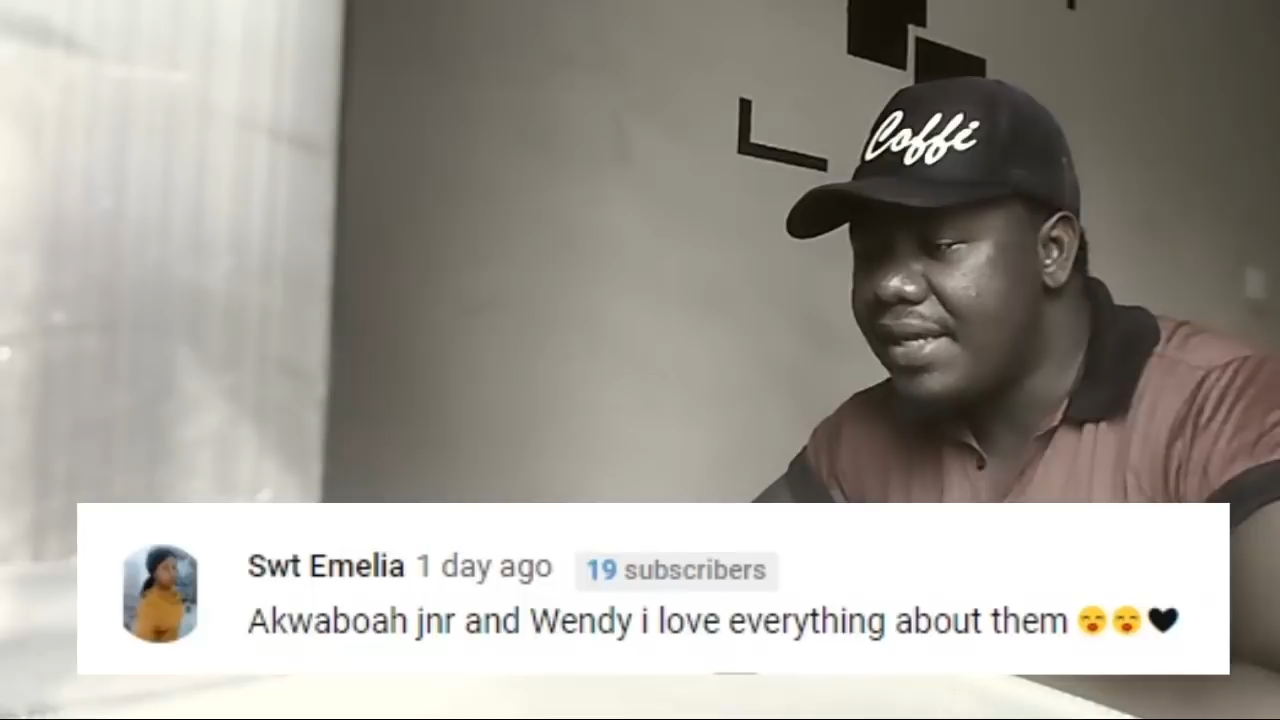 Coffi
Swt Emelia 1 day ago 19 subscribers
Akwaboah jnr and Wendy i love everything about them 🥱🥱🖤